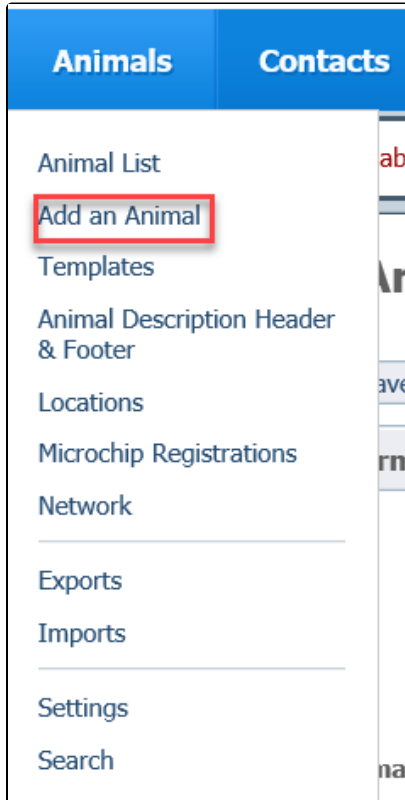 Animals Contacts
Animal List
Add an Animal
Templates
Animal Description Header
& Footer
Locations
Microchip Registrations
Network
Exports
Imports
Settings
Search